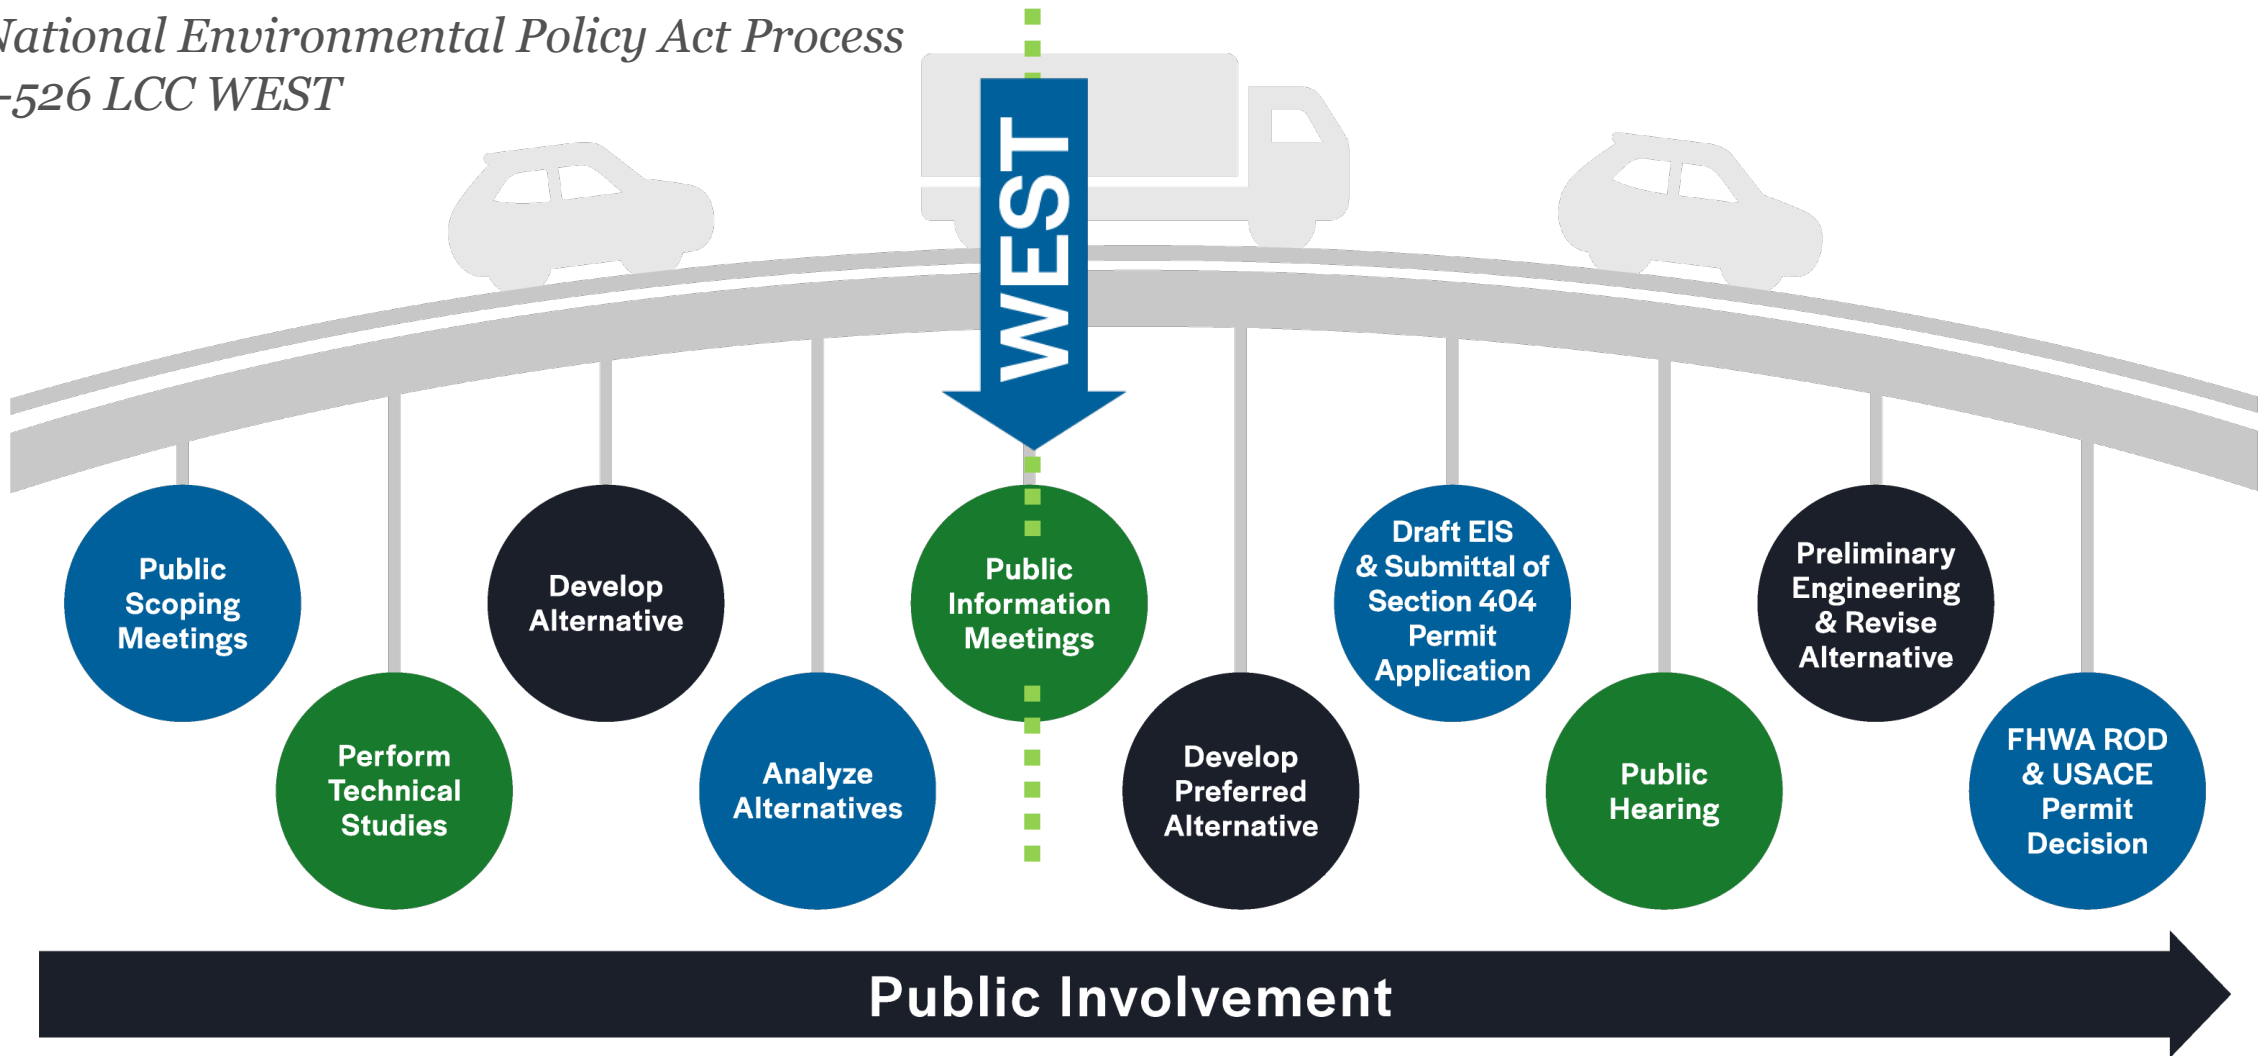 National Environmental Policy Act Process
-526 LCC WEST
WEST
Public
Scoping
Meetings
Perform
Technical
Studies
Develop
Alternative
Analyze
Alternatives
Public
Information
Meetings
Develop
Preferred
Alternative
Draft EIS
& Submittal of
Section 404
Permit
Application
Public
Hearing
Preliminary
Engineering
& Revise
Alternative
FHWA ROD
& USACE
Permit
Decision
Public Involvement